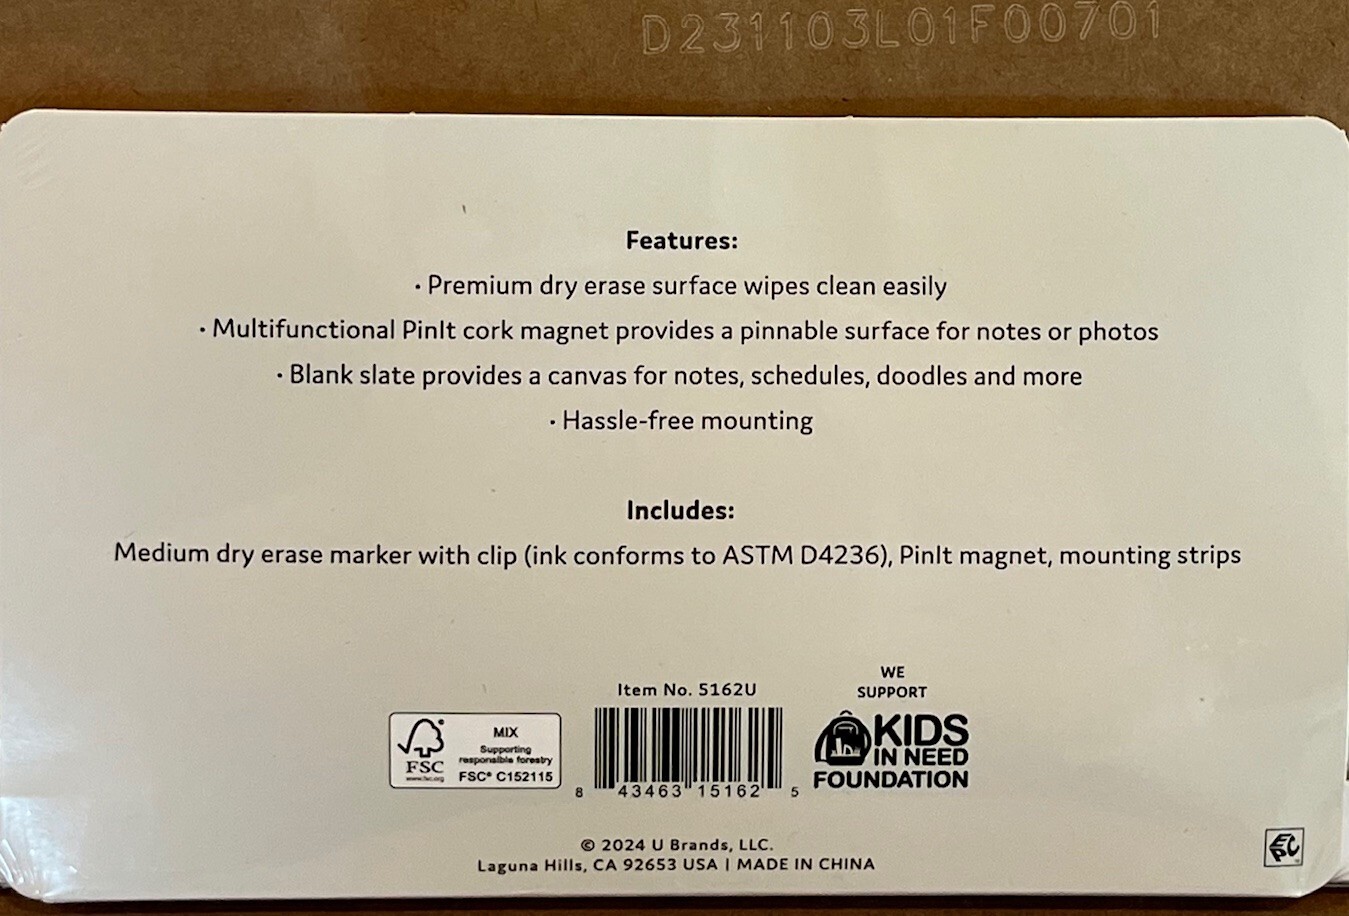 D231103L01F00701
Features:
· Premium dry erase surface wipes clean easily
· Multifunctional PinIt cork magnet provides a pinnable surface for notes or photos
· Blank slate provides a canvas for notes, schedules, doodles and more
· Hassle-free mounting
Includes:
Medium dry erase marker with clip (ink conforms to ASTM D4236), PinIt magnet, mounting strips
FSC
www.fsc.org
MIX
Supporting
responsible forestry
FSC® C152115
Item No. 5162U
8 43463 15162 5
WE
SUPPORT
KIDS
IN NEED
FOUNDATION
© 2024 U Brands, LLC.
Laguna Hills, CA 92653 USA | MADE IN CHINA